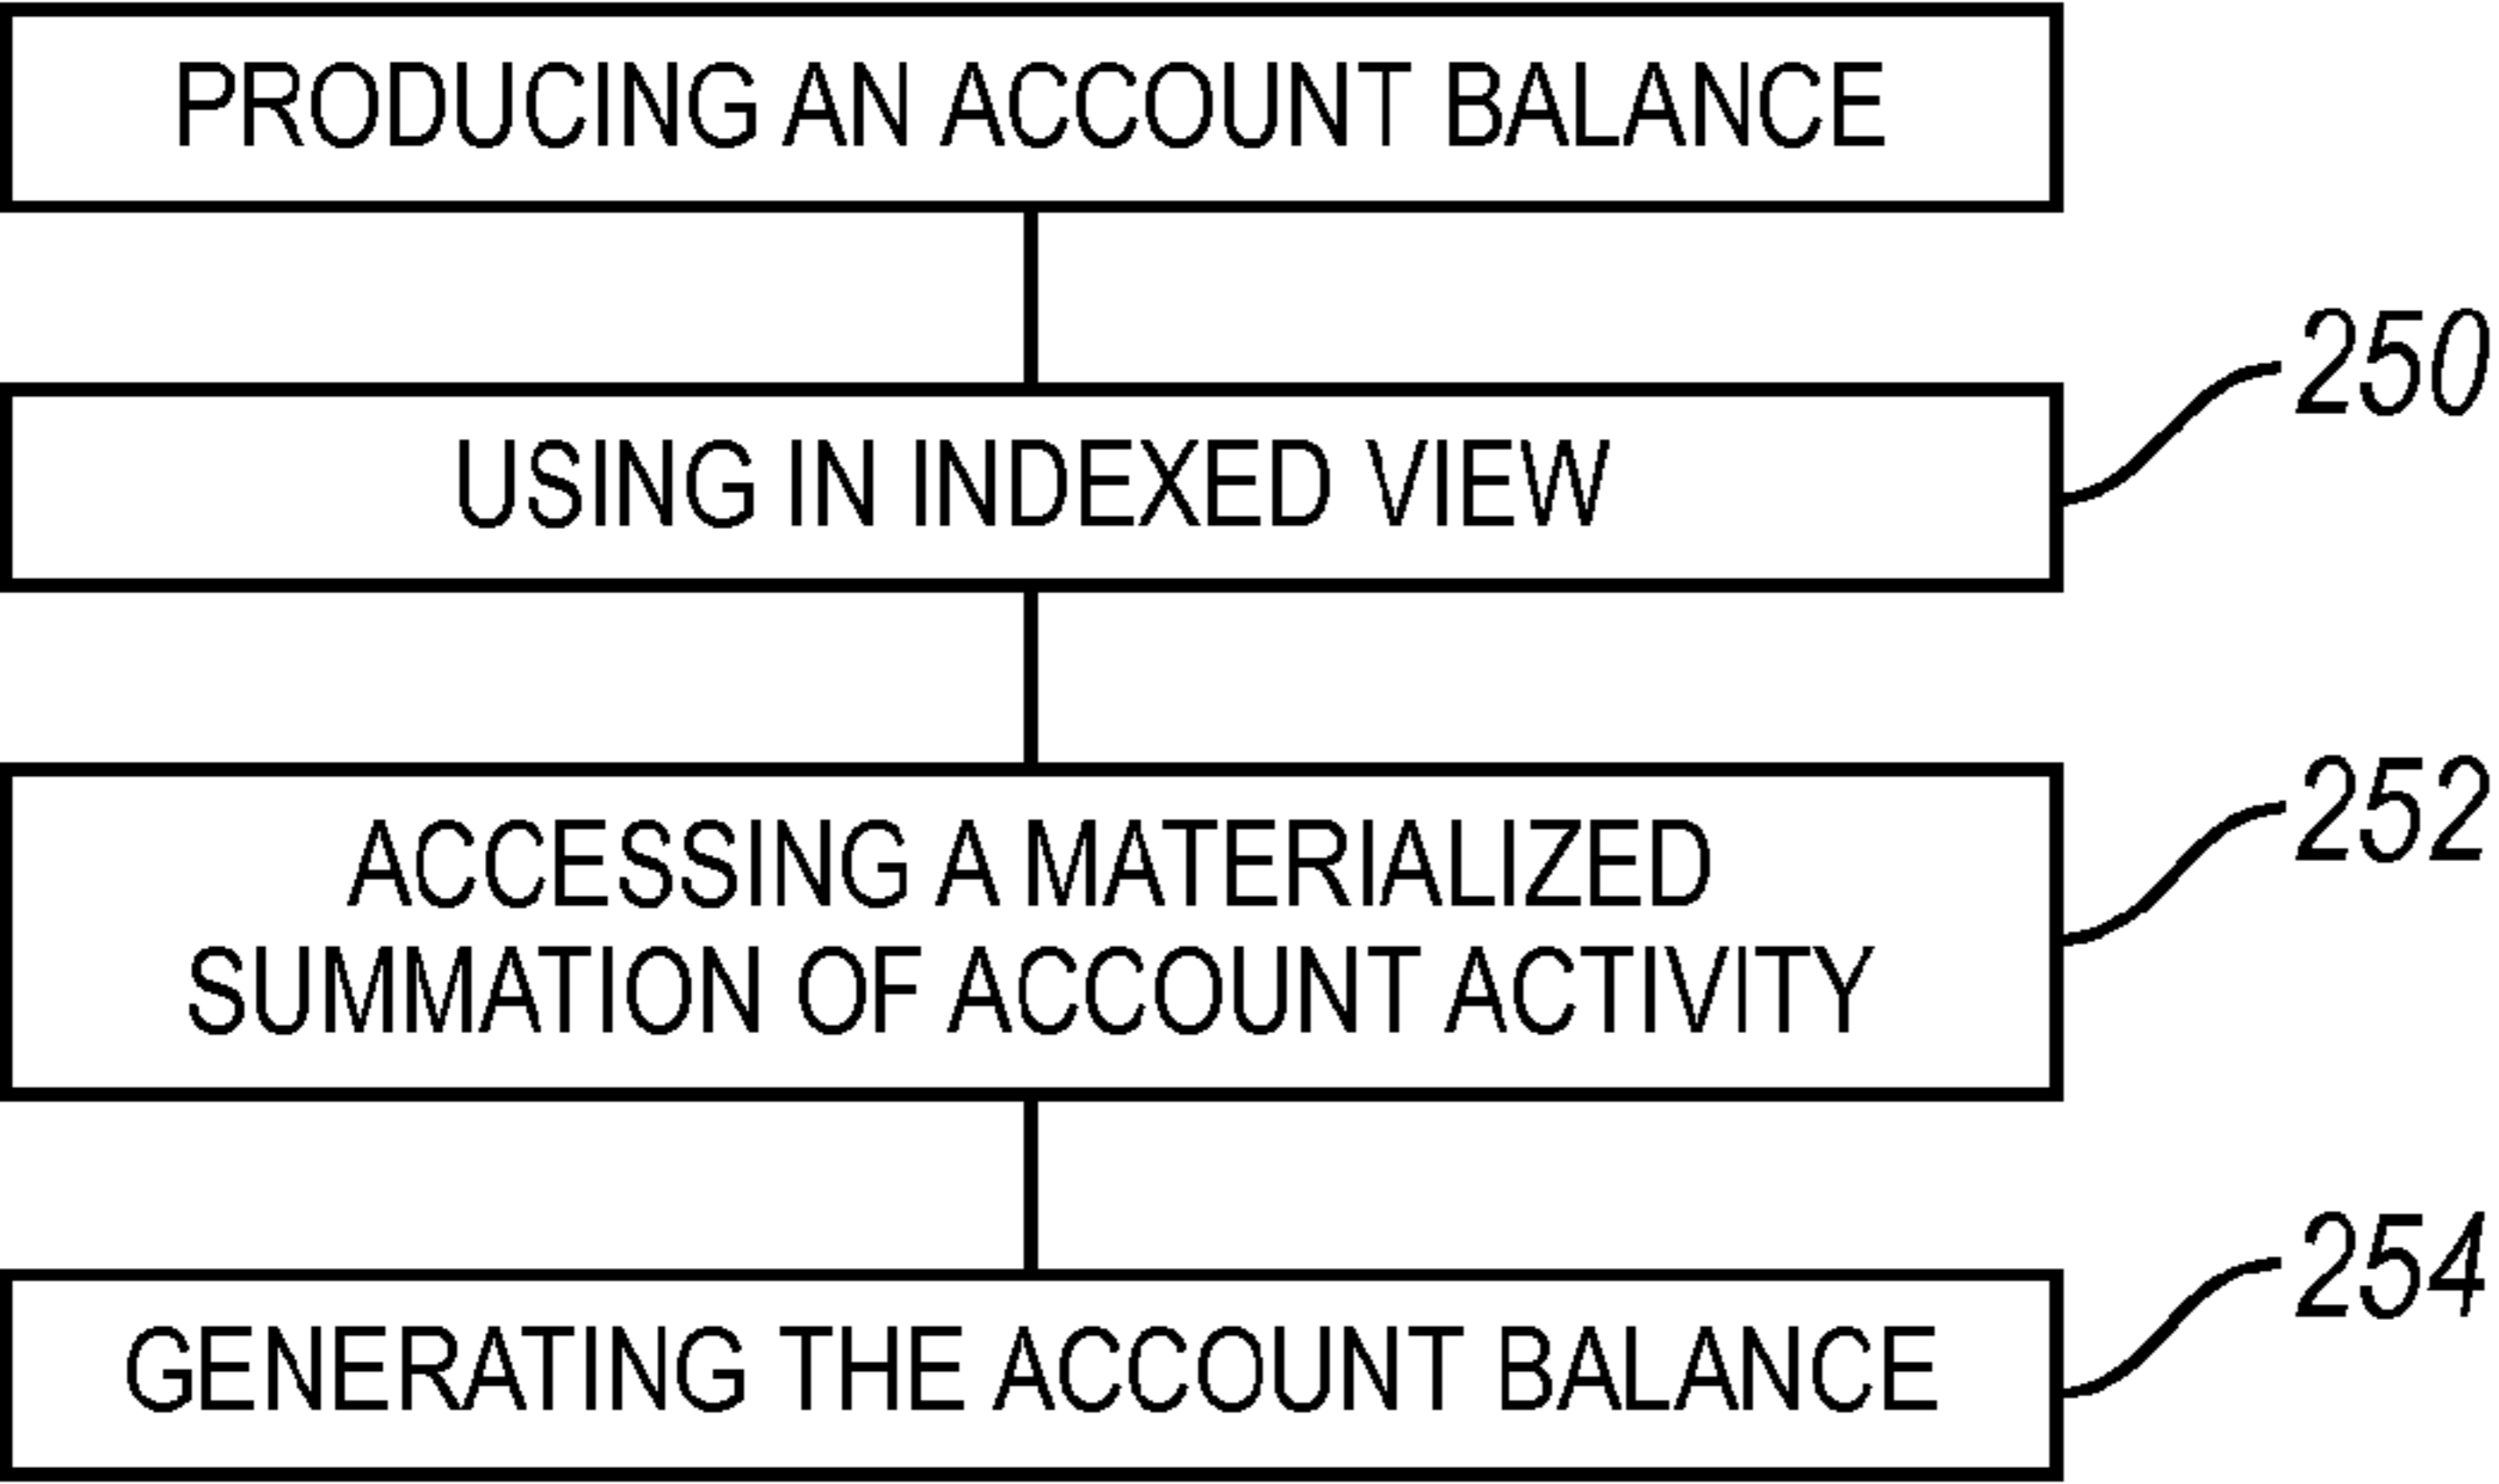 PRODUCING AN ACCOUNT BALANCE
250
USING IN INDEXED VIEW
252
ACCESSING A MATERIALIZED
SUMMATION OF ACCOUNT ACTIVITY
254
GENERATING THE ACCOUNT BALANCE